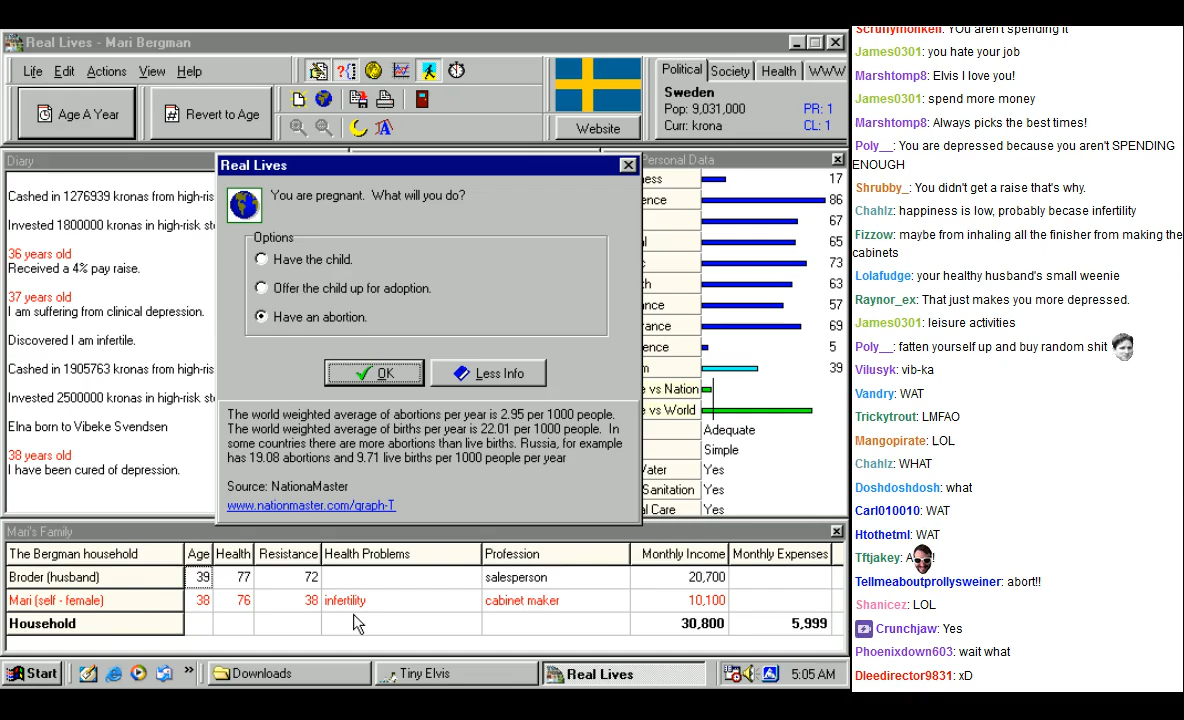 Real Lives - Mari Bergman
Life Edit Actions View Help
Age A Year
Revert to Age
Website
Political Society Health WWW
Sweden
Pop: 9,031,000 PR: 1
Curr: krona CL: 1
Diary
Cashed in 1276939 kronas from high-ris
Invested 1800000 kronas in high-risk st
36 years old
Received a 4% pay raise.
37 years old
I am suffering from clinical depression.
Discovered I am infertile.
Cashed in 1905763 kronas from high-ris
Invested 2500000 kronas in high-risk st
Elna born to Vibeke Svendsen
38 years old
I have been cured of depression.
Real Lives
You are pregnant. What will you do?
Options
Have the child.
Offer the child up for adoption.
Have an abortion.
OK
Less Info
The world weighted average of abortions per year is 2.95 per 1000 people.
The world weighted average of births per year is 22.01 per 1000 people. In
some countries there are more abortions than live births. Russia, for example
has 19.08 abortions and 9.71 live births per 1000 people per year
Source: NationaMaster
www.nationmaster.com/graph-T
Personal Data
ess 17
ence 86
67
al 65
c 73
th 63
ance 57
rance 69
ence 5
m 39
e vs Nation
e vs World
Adequate
Simple
Water Yes
Sanitation Yes
al Care Yes
Mari's Family
The Bergman household Age Health Resistance Health Problems Profession Monthly Income Monthly Expenses
Broder (husband) 39 77 72 salesperson 20,700
Mari (self - female) 38 76 38 infertility cabinet maker 10,100
Household 30,800 5,999
Start
Downloads
Tiny Elvis
Real Lives
5:05 AM
Scruffymonken: You aren't spending it
James0301: you hate your job
Marshtomp8: Elvis I love you!
James0301: spend more money
Marshtomp8: Always picks the best times!
Poly__: You are depressed because you aren't SPENDING
ENOUGH
Shrubby_: You didn't get a raise that's why.
Chahlz: happiness is low, probably becase infertility
Fizzow: maybe from inhaling all the finisher from making the
cabinets
Lolafudge: your healthy husband's small weenie
Raynor_ex: That just makes you more depressed.
James0301: leisure activities
Poly__: fatten yourself up and buy random shit
Vilusyk: vib-ka
Vandry: WAT
Trickytrout: LMFAO
Mangopirate: LOL
Chahlz: WHAT
Doshdoshdosh: what
Carl010010: WAT
Htothetml: WAT
Tftjakey: A !
Tellmeaboutprollysweiner: abort!!
Shanicez: LOL
Crunchjaw: Yes
Phoenixdown603: wait what
Dleedirector9831: xD